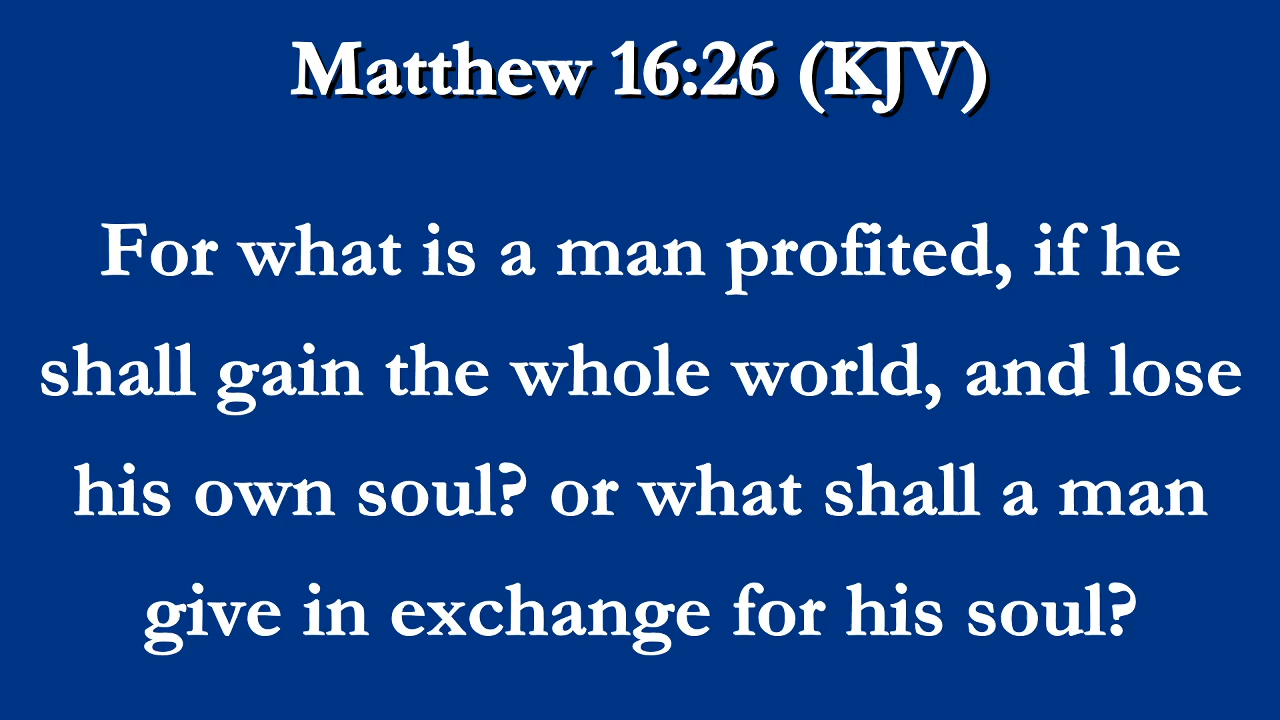 Matthew 16:26 (KJV)
For what is a man profited, if he
shall gain the whole world, and lose
his own soul? or what shall a man
give in exchange for his soul?